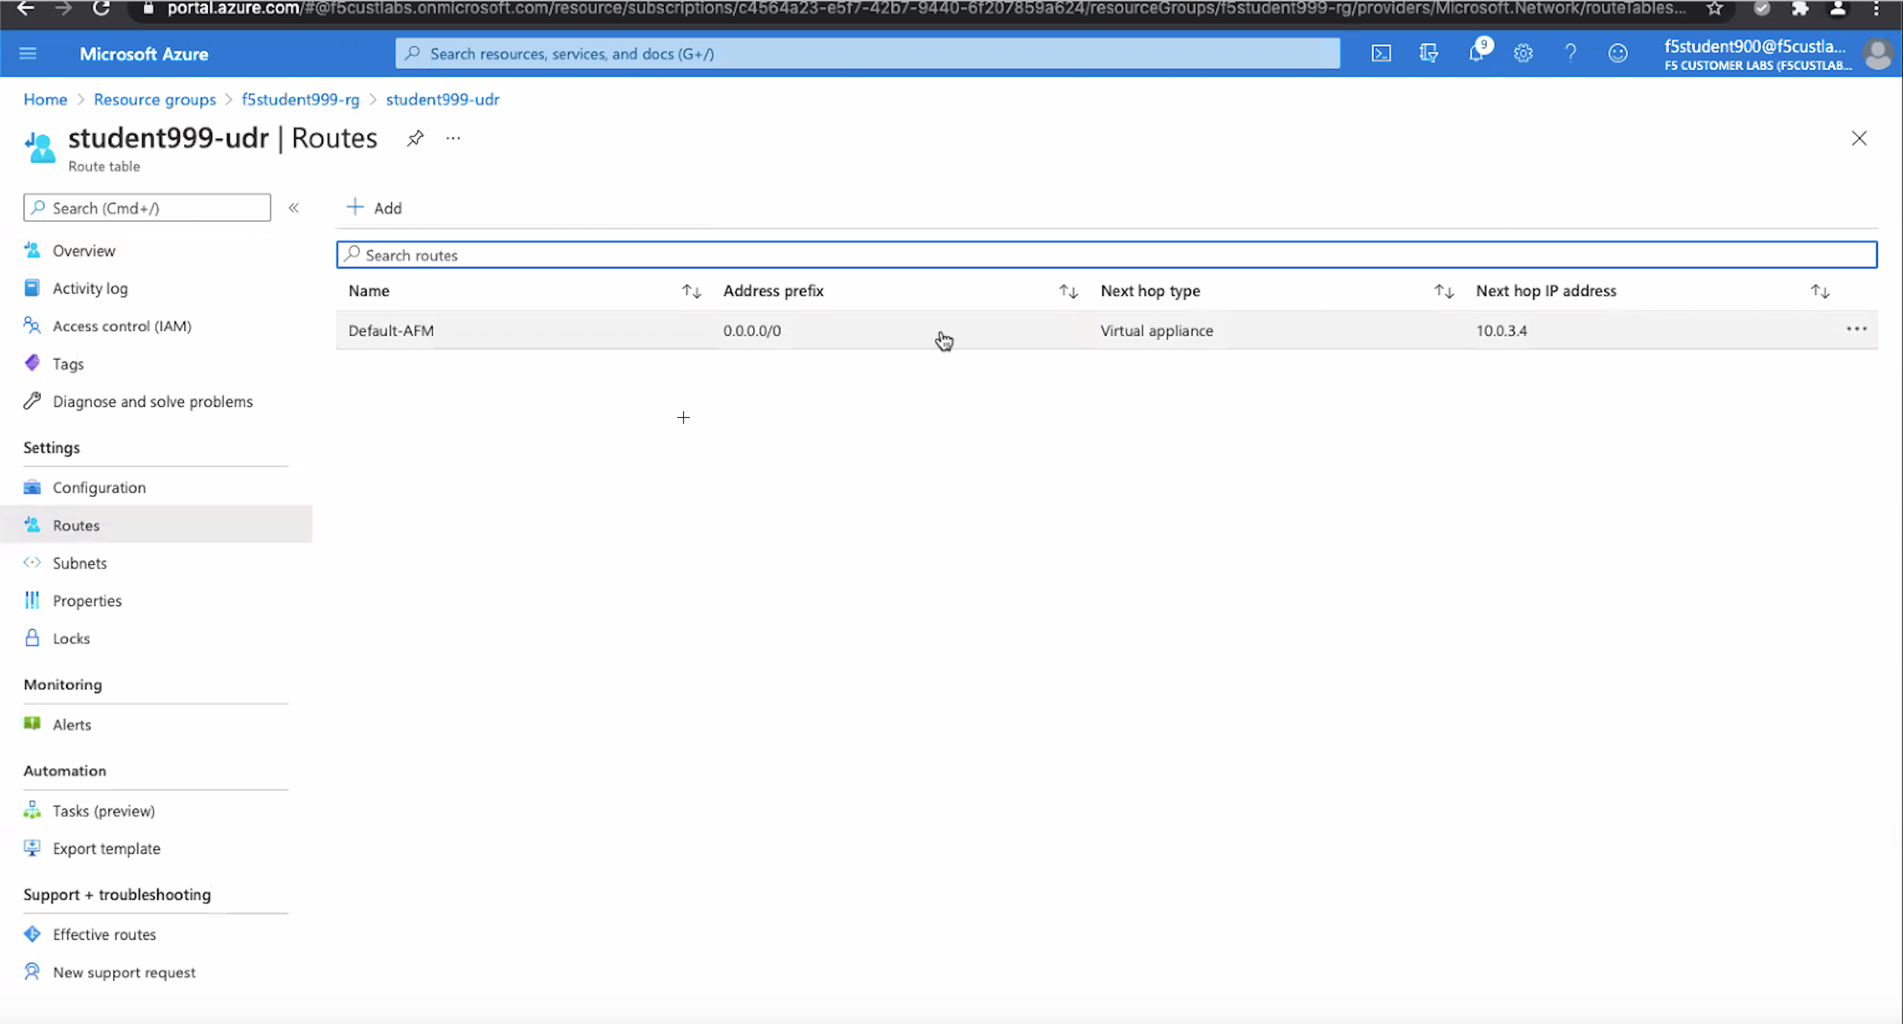 portal.azure.com/#@f5custlabs.onmicrosoft.com/resource/subscriptions/c4564a23-e5f7-42b7-9440-6f207859a624/resourceGroups/f5student999-rg/providers/Microsoft.Network/routeTables...
Microsoft Azure
Search resources, services, and docs (G+/)
9
f5student900@f5custla...
F5 CUSTOMER LABS (F5CUSTLAB...
Home > Resource groups > f5student999-rg > student999-udr
student999-udr | Routes
Route table
Search (Cmd+/)
Add
Overview
Activity log
Access control (IAM)
Tags
Diagnose and solve problems
Settings
Configuration
Routes
Subnets
Properties
Locks
Monitoring
Alerts
Automation
Tasks (preview)
Export template
Support + troubleshooting
Effective routes
New support request
Search routes
Name Address prefix Next hop type Next hop IP address
Default-AFM 0.0.0.0/0 Virtual appliance 10.0.3.4